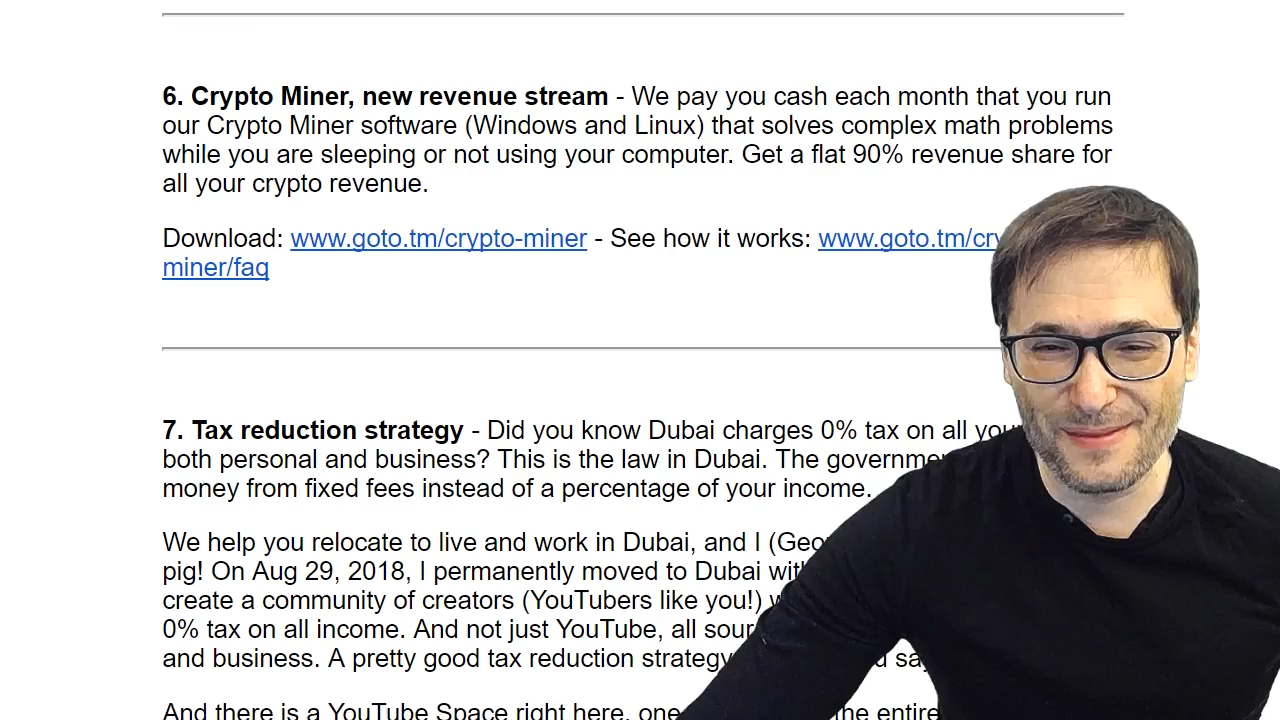 6. Crypto Miner, new revenue stream - We pay you cash each month that you run
our Crypto Miner software (Windows and Linux) that solves complex math problems
while you are sleeping or not using your computer. Get a flat 90% revenue share for
all your crypto revenue.
Download: www.goto.tm/crypto-miner - See how it works: www.goto.tm/cry
miner/faq
7. Tax reduction strategy - Did you know Dubai charges 0% tax on all you
both personal and business? This is the law in Dubai. The governme
money from fixed fees instead of a percentage of your income.
We help you relocate to live and work in Dubai, and I (Geo
pig! On Aug 29, 2018, I permanently moved to Dubai wit
create a community of creators (YouTubers like you!)
0% tax on all income. And not just YouTube, all sour
and business. A pretty good tax reduction strategy
And there is a YouTube Space right here, one the entire